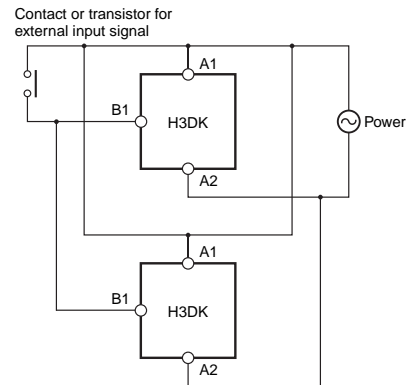 Contact or transistor for
external input signal
A1
B1
H3DK
Power
A2
A1
B1
H3DK
A2